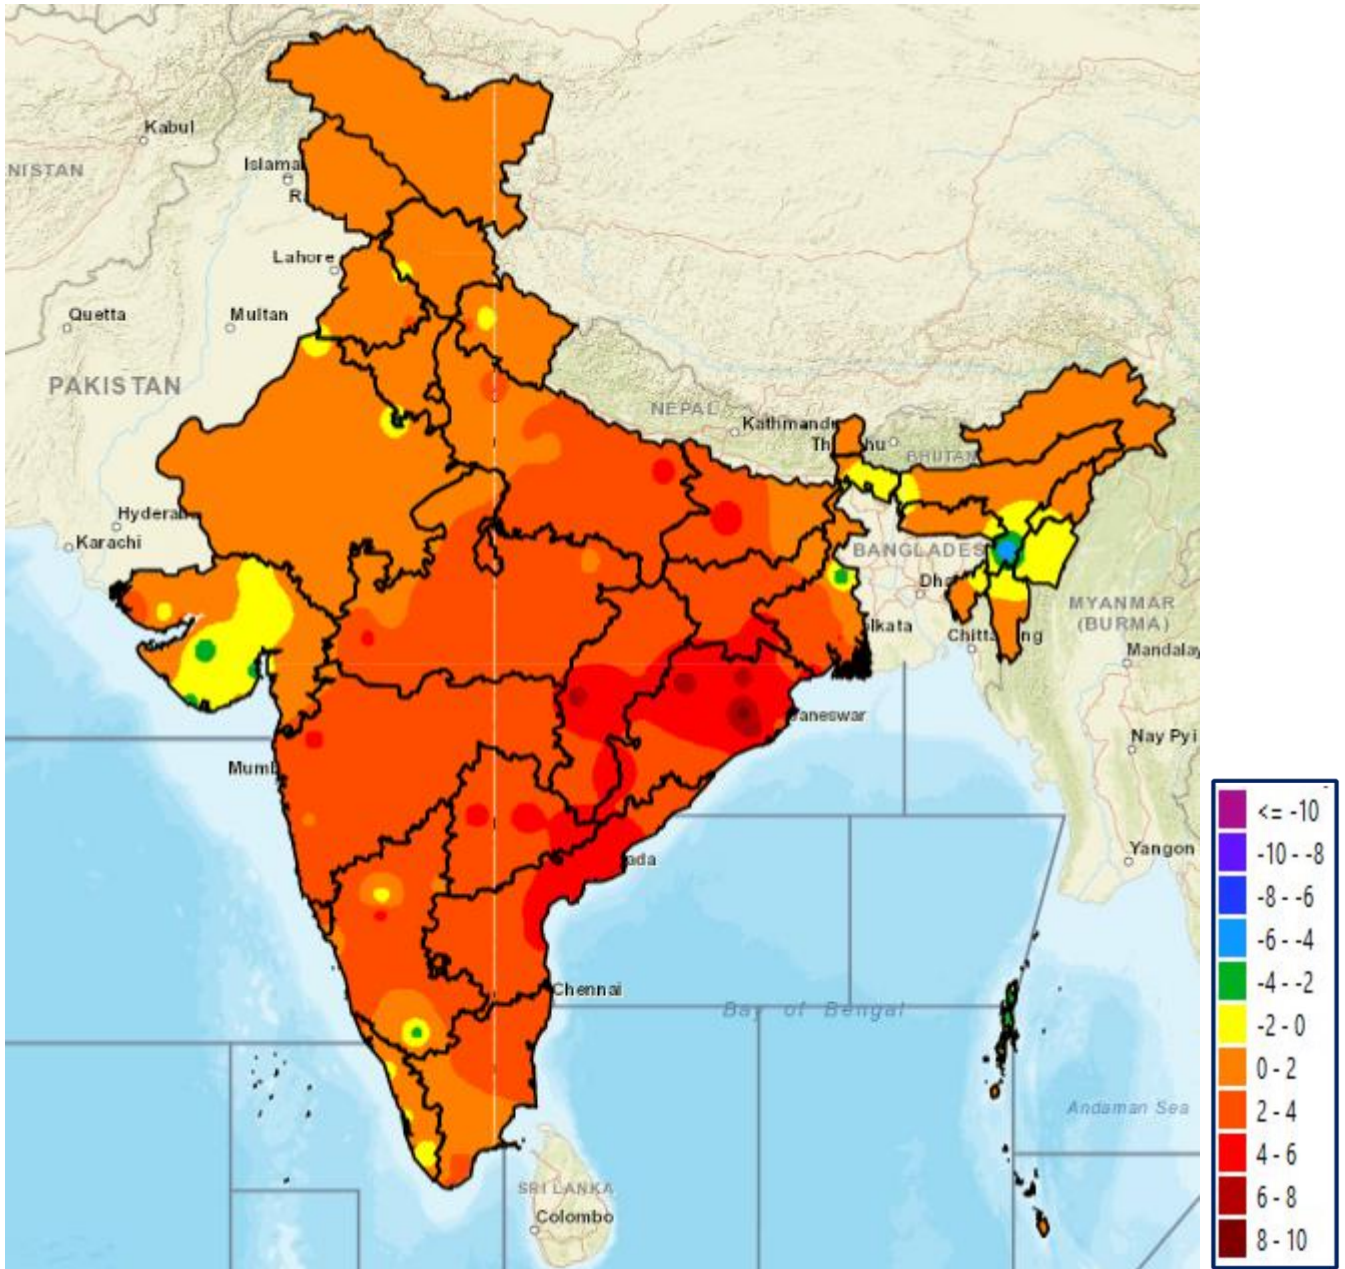 Kabul
Islama
NISTAN
R
Lahore
Quetta
Multan
PAKISTAN
NEPAL
Kathmandu
Th
hu
BHUTAN
Hyderab
Karachi
BANGLADES
Dha
MYANMAR
(BURMA)
lkata
Chitta
ng
Mandalay
aneswar
Nay Pyi
Mumb
ada
Yangon
Chennai
Bay of Bengal
Andaman Sea
SRI LANKA
Colombo
<= -10
-10 - -8
-8 - -6
-6 - -4
-4 - -2
-2 - 0
0 - 2
2 - 4
4 - 6
6 - 8
8 - 10